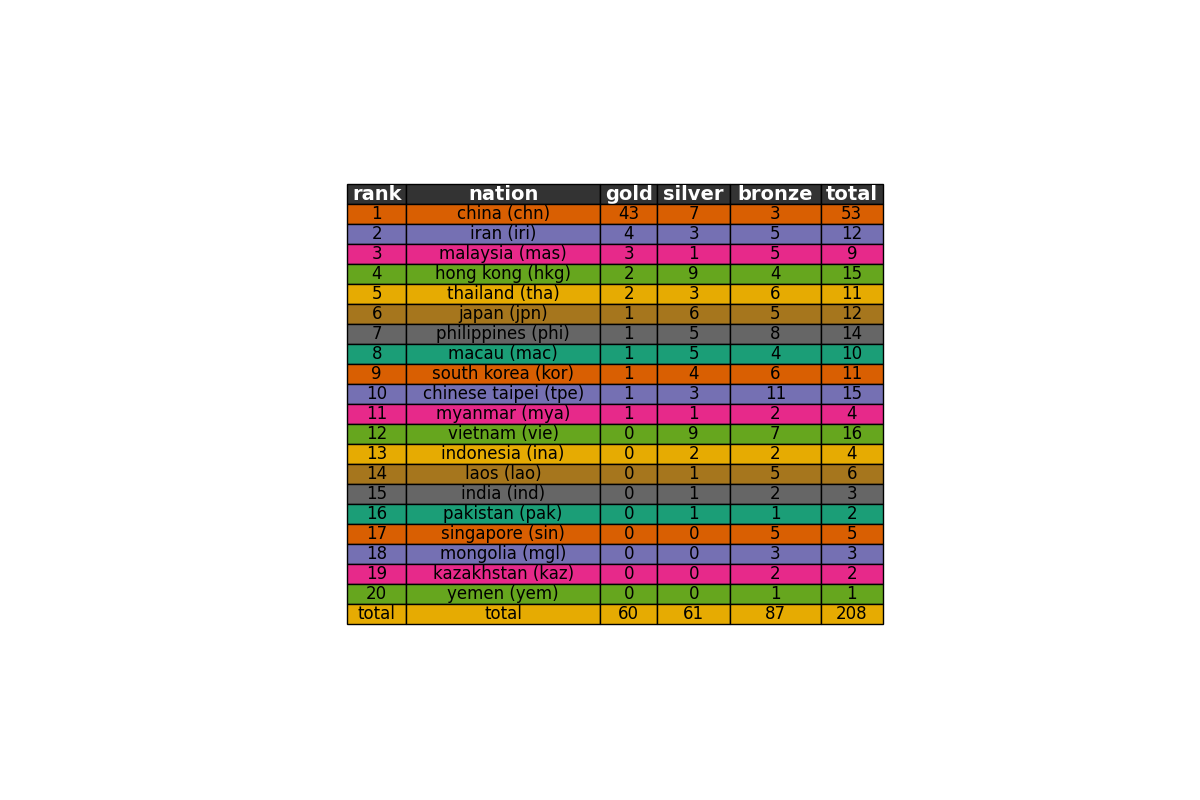 rank nation gold silver bronze total
1 china (chn) 43 7 3 53
2 iran (iri) 4 3 5 12
3 malaysia (mas) 3 1 5 9
4 hong kong (hkg) 2 9 4 15
5 thailand (tha) 2 3 6 11
6 japan (jpn) 1 6 5 12
7 philippines (phi) 1 5 8 14
8 macau (mac) 1 5 4 10
9 south korea (kor) 1 4 6 11
10 chinese taipei (tpe) 1 3 11 15
11 myanmar (mya) 1 1 2 4
12 vietnam (vie) 0 9 7 16
13 indonesia (ina) 0 2 2 4
14 laos (lao) 0 1 5 6
15 india (ind) 0 1 2 3
16 pakistan (pak) 0 1 1 2
17 singapore (sin) 0 0 5 5
18 mongolia (mgl) 0 0 3 3
19 kazakhstan (kaz) 0 0 2 2
20 yemen (yem) 0 0 1 1
total total 60 61 87 208